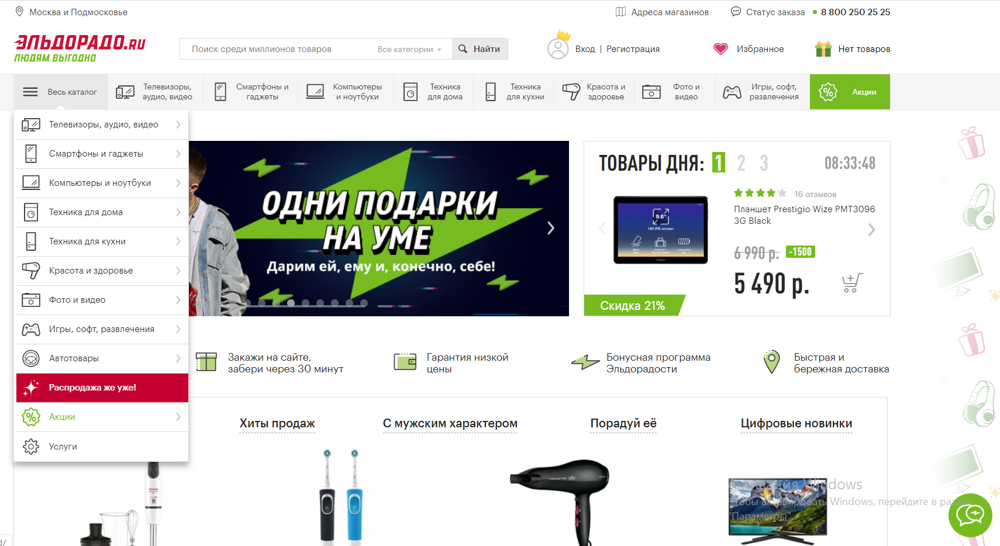 Москва и Подмосковье
Адреса магазинов
Статус заказа
8 800 250 25 25
ЭЛЬДОРАДО.RU
ЛЮДЯМ ВЫГОДНО
Поиск среди миллионов товаров
Все категории
Найти
Вход | Регистрация
Избранное
Нет товаров
Весь каталог
Телевизоры,
аудио, видео
Смартфоны и
гаджеты
Компьютеры
и ноутбуки
Техника
для дома
Техника
для кухни
Красота и
здоровье
Фото и
видео
Игры, софт,
развлечения
Акции
Телевизоры, аудио, видео
Смартфоны и гаджеты
Компьютеры и ноутбуки
Техника для дома
Техника для кухни
Красота и здоровье
Фото и видео
Игры, софт, развлечения
Автотовары
Распродажа же уже!
Акции
Услуги
ОДНИ ПОДАРКИ
НА УМЕ
Дарим ей, ему и, конечно, себе!
ТОВАРЫ ДНЯ: 1 2 3
08:33:48
16 отзывов
Планшет Prestigio Wize PMT3096
3G Black
9.6"
HD IPS screen
6 990 р. -1500
5 490 р.
Скидка 21%
Закажи на сайте,
забери через 30 минут
Гарантия низкой
цены
Бонусная программа
Эльдорадости
Быстрая и
бережная доставка
Хиты продаж
С мужским характером
Порадуй её
Цифровые новинки
Активация Windows
Чтобы активировать Windows, перейдите в раздел
"Параметры".
d/